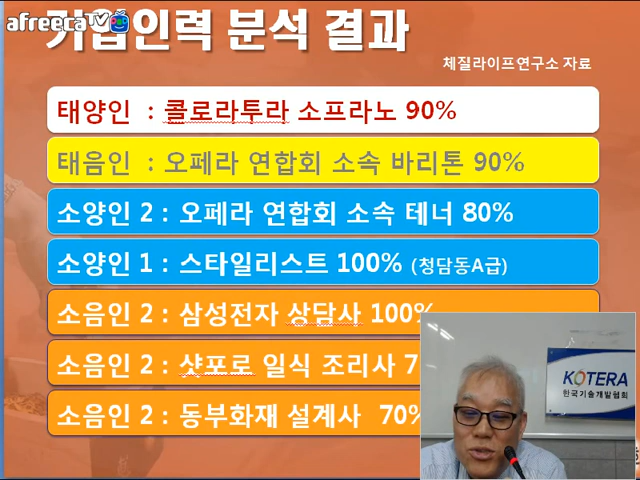 afreecaTV
기업인력 분석 결과
체질라이프연구소 자료
태양인 : 콜로라투라 소프라노 90%
태음인 : 오페라 연합회 소속 바리톤 90%
소양인 2 : 오페라 연합회 소속 테너 80%
소양인 1 : 스타일리스트 100% (청담동A급)
소음인 2 : 삼성전자 상담사 100%
소음인 2 : 샷포로 일식 조리사 7
소음인 2 : 동부화재 설계사 70%
KOTERA
한국기술개발협회